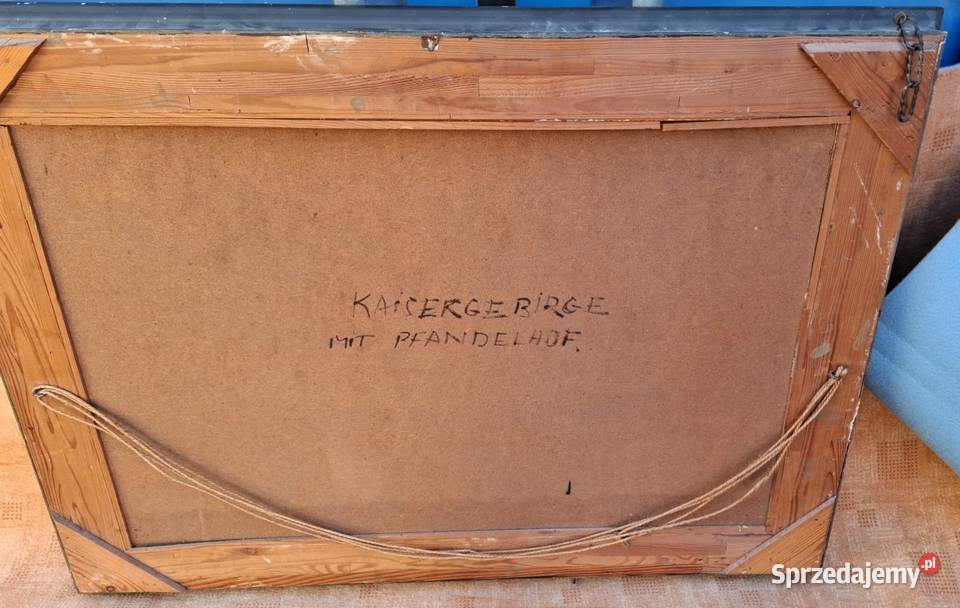 KAiSERGEBiRGE
MIT PFANDELHOF.
Sprzedajemy.pl